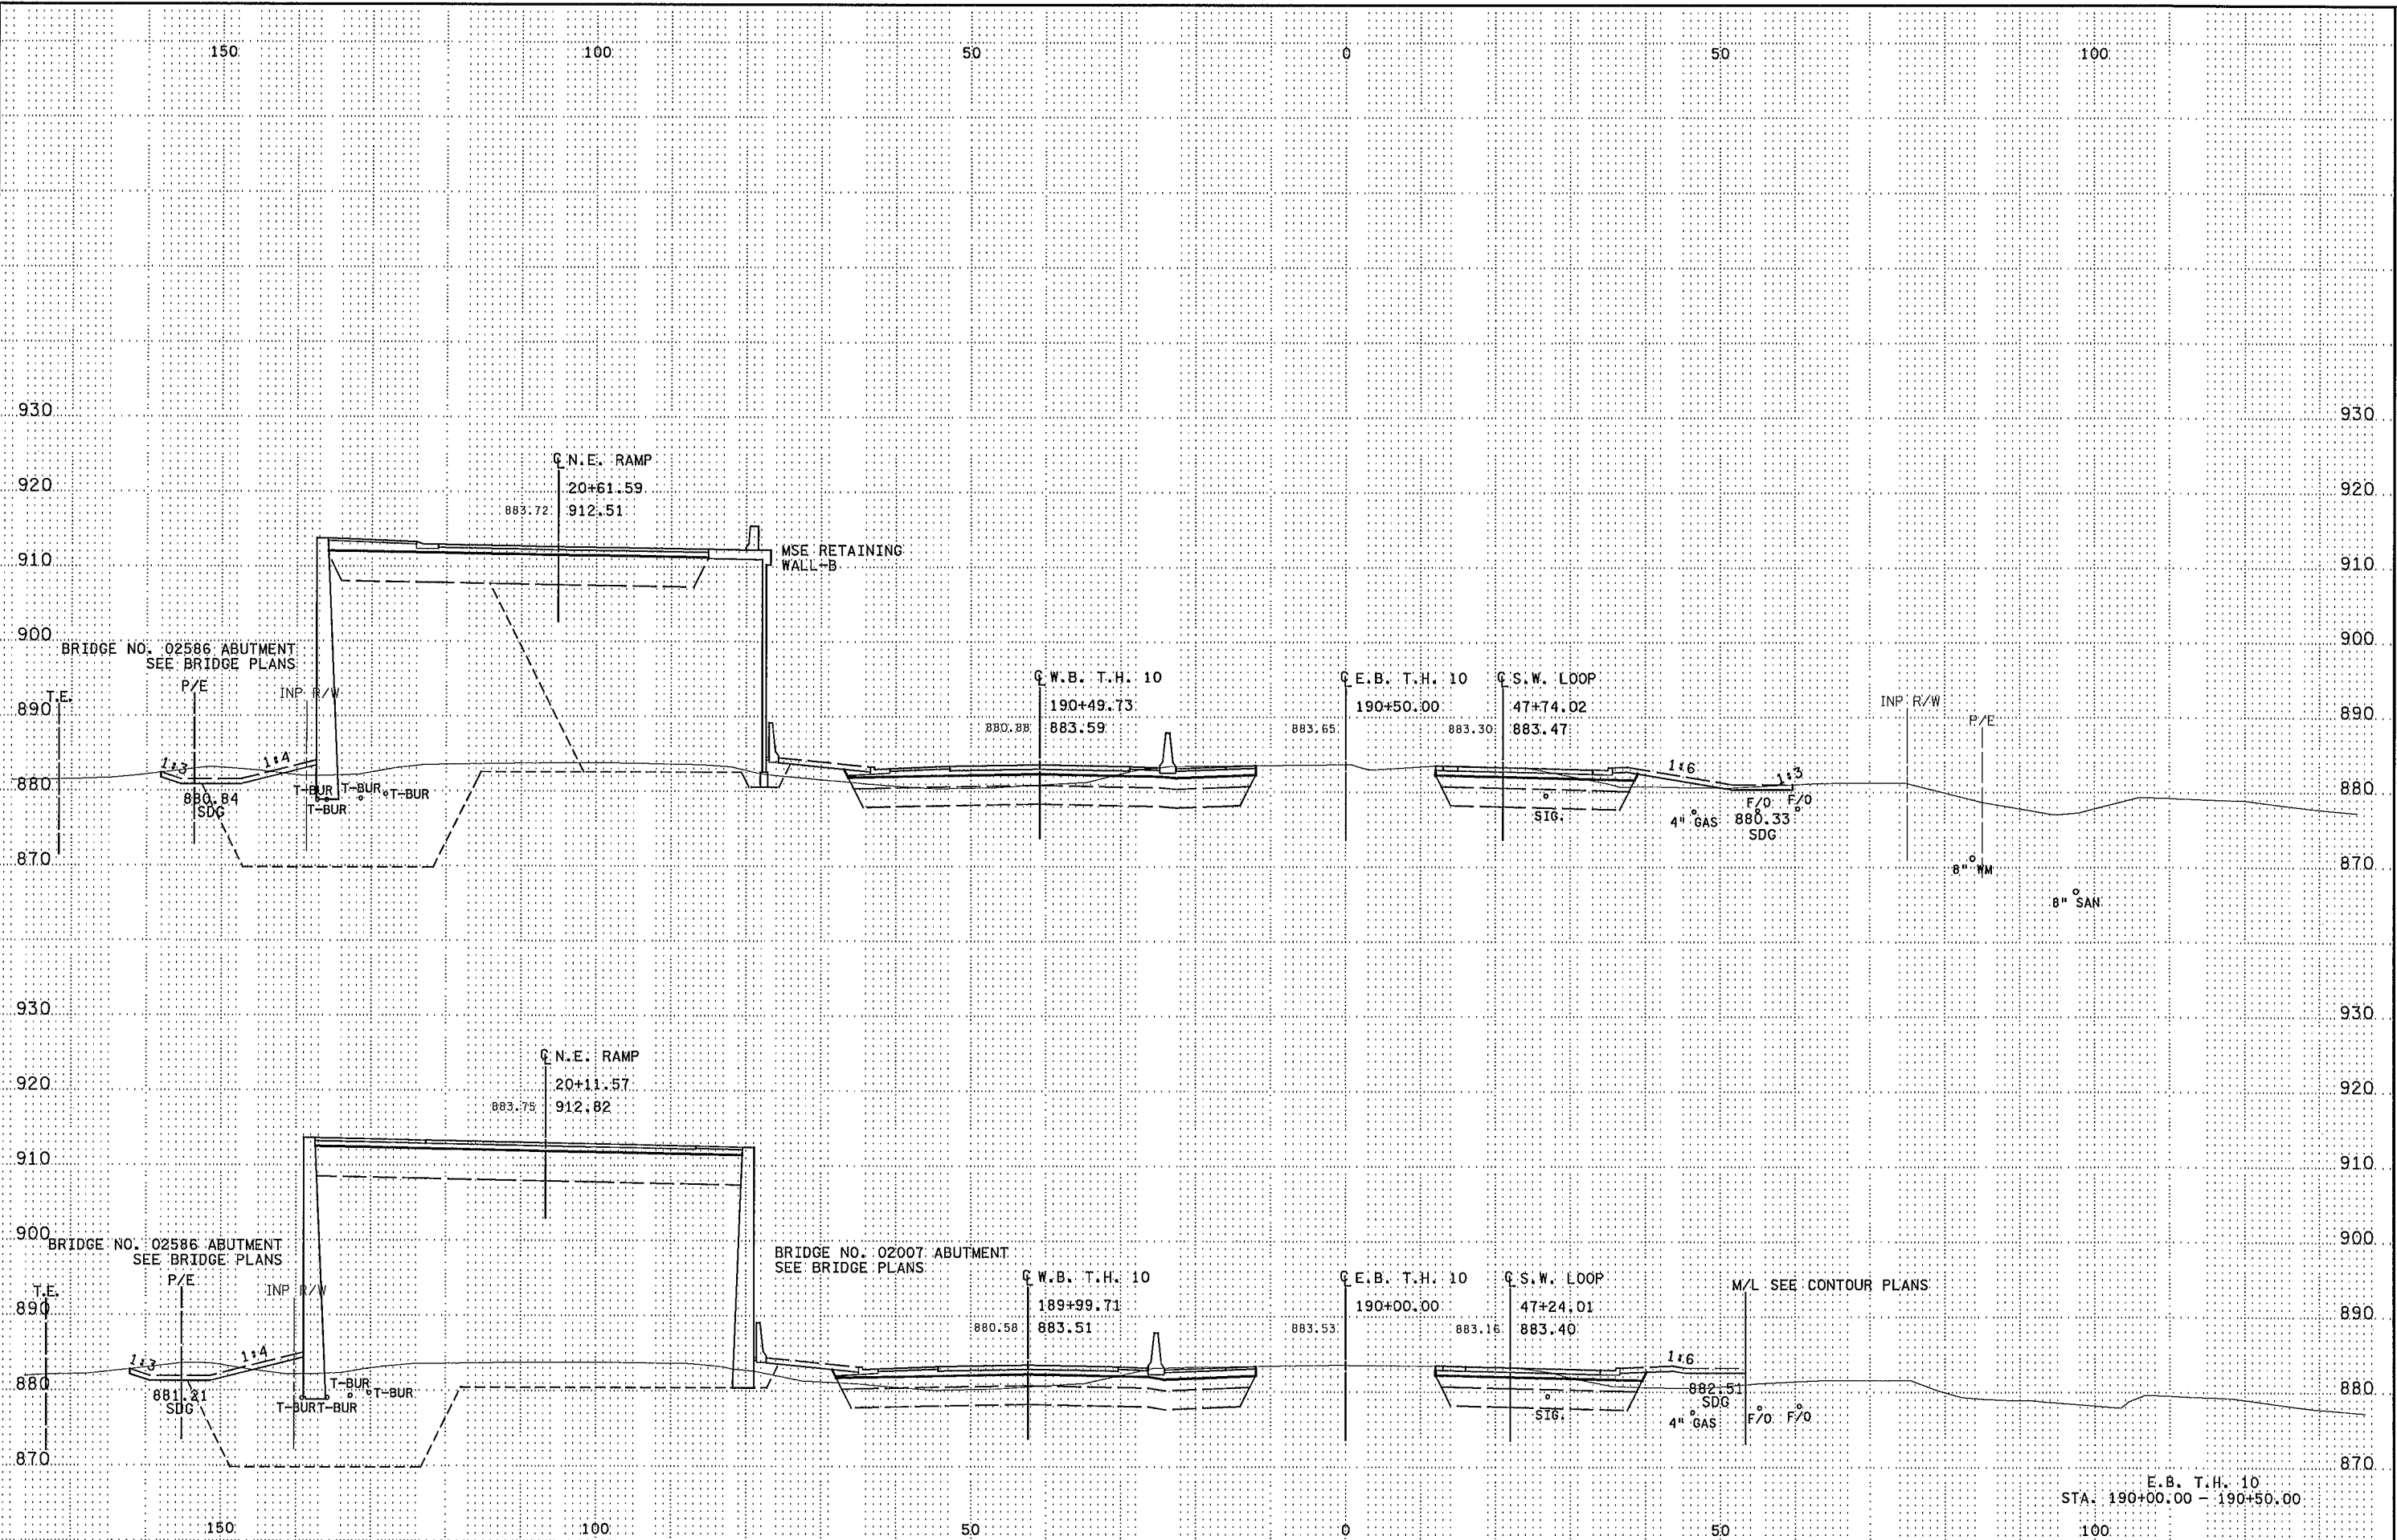 150 100 50 0 50 100
930 930
℄ N.E. RAMP
920 20+61.59 920
883.72 912.51
MSE RETAINING
WALL-B
910 910
900 900
BRIDGE NO. 02586 ABUTMENT
SEE BRIDGE PLANS
℄ W.B. T.H. 10 ℄ E.B. T.H. 10 ℄ S.W. LOOP
T.E. P/E INP R/W 190+49.73 190+50.00 47+74.02 INP R/W P/E
890 890
880.88 883.59 883.65 883.30 883.47
1:3 1:4 1:6 1:3
880 880
T-BUR T-BUR T-BUR
880.84 T-BUR F/O F/O
SDG SIG. 4" GAS 880.33
SDG
870 870
8" WM
8" SAN
930 930
℄ N.E. RAMP
920 20+11.57 920
883.75 912.82
910 910
900 900
BRIDGE NO. 02586 ABUTMENT
SEE BRIDGE PLANS
BRIDGE NO. 02007 ABUTMENT
SEE BRIDGE PLANS
℄ W.B. T.H. 10 ℄ E.B. T.H. 10 ℄ S.W. LOOP
T.E. P/E INP R/W M/L SEE CONTOUR PLANS
890 189+99.71 190+00.00 47+24.01 890
880.58 883.51 883.53 883.16 883.40
1:3 1:4 1:6
880 T-BUR T-BUR 882.51 880
881.21 SDG
SDG T-BUR T-BUR SIG. 4" GAS F/O F/O
870 870
E.B. T.H. 10
STA. 190+00.00 - 190+50.00
150 100 50 0 50 100